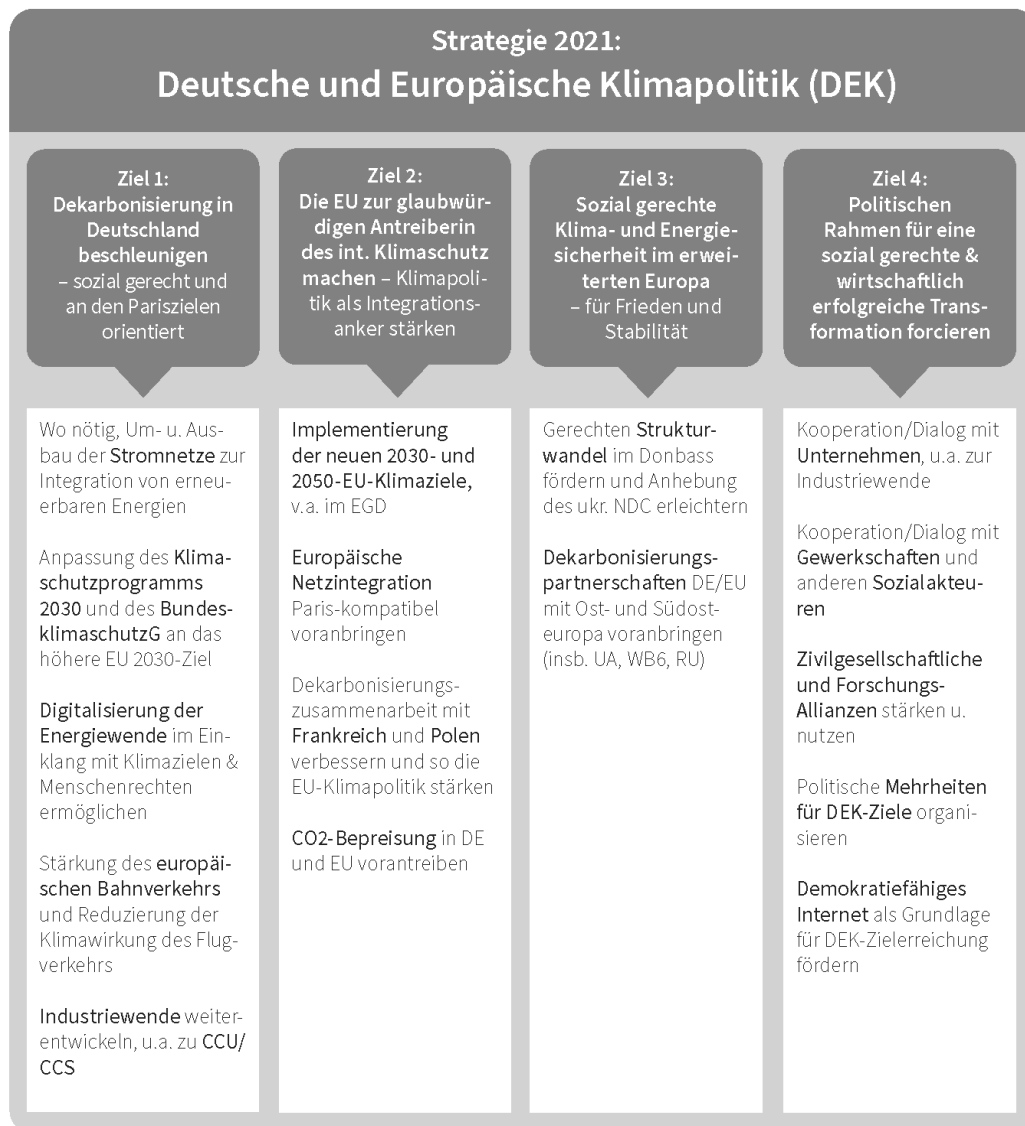 Strategie 2021:
Deutsche und Europäische Klimapolitik (DEK)
Ziel 1:
Dekarbonisierung in
Deutschland
beschleunigen
– sozial gerecht und
an den Pariszielen
orientiert
Wo nötig, Um- u. Aus-
bau der Stromnetze zur
Integration von erneu-
erbaren Energien
Anpassung des Klima-
schutzprogramms
2030 und des Bundes-
klimaschutzG an das
höhere EU 2030-Ziel
Digitalisierung der
Energiewende im Ein-
klang mit Klimazielen &
Menschenrechten
ermöglichen
Stärkung des europäi-
schen Bahnverkehrs
und Reduzierung der
Klimawirkung des Flug-
verkehrs
Industriewende weiter-
entwickeln, u.a. zu CCU/
CCS
Ziel 2:
Die EU zur glaubwür-
digen Antreiberin
des int. Klimaschutz
machen – Klimapoli-
tik als Integrations-
anker stärken
Implementierung
der neuen 2030- und
2050-EU-Klimaziele,
v.a. im EGD
Europäische
Netzintegration
Paris-kompatibel
voranbringen
Dekarbonisierungs-
zusammenarbeit mit
Frankreich und Polen
verbessern und so die
EU-Klimapolitik stärken
CO2-Bepreisung in DE
und EU vorantreiben
Ziel 3:
Sozial gerechte
Klima- und Energie-
sicherheit im erwei-
terten Europa
– für Frieden und
Stabilität
Gerechten Struktur-
wandel im Donbass
fördern und Anhebung
des ukr. NDC erleichtern
Dekarbonisierungs-
partnerschaften DE/EU
mit Ost- und Südost-
europa voranbringen
(insb. UA, WB6, RU)
Ziel 4:
Politischen
Rahmen für eine
sozial gerechte &
wirtschaftlich
erfolgreiche Trans-
formation forcieren
Kooperation/Dialog mit
Unternehmen, u.a. zur
Industriewende
Kooperation/Dialog mit
Gewerkschaften und
anderen Sozialakteu-
ren
Zivilgesellschaftliche
und Forschungs-
Allianzen stärken u.
nutzen
Politische Mehrheiten
für DEK-Ziele organi-
sieren
Demokratiefähiges
Internet als Grundlage
für DEK-Zielerreichung
fördern